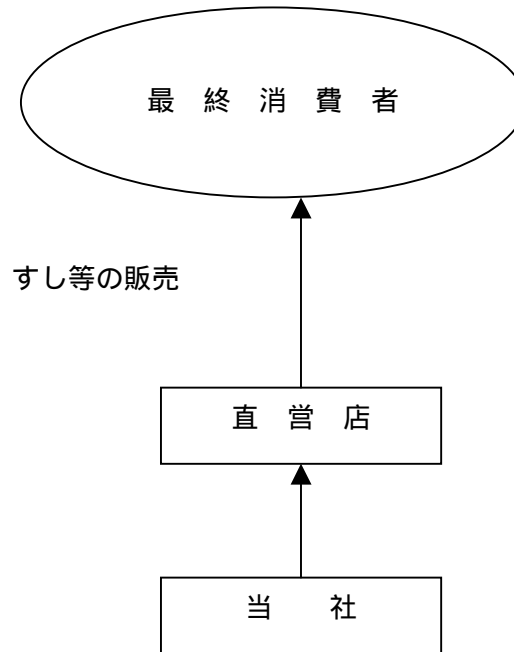 最 終 消 費 者
すし等の販売
直 営 店
当 社